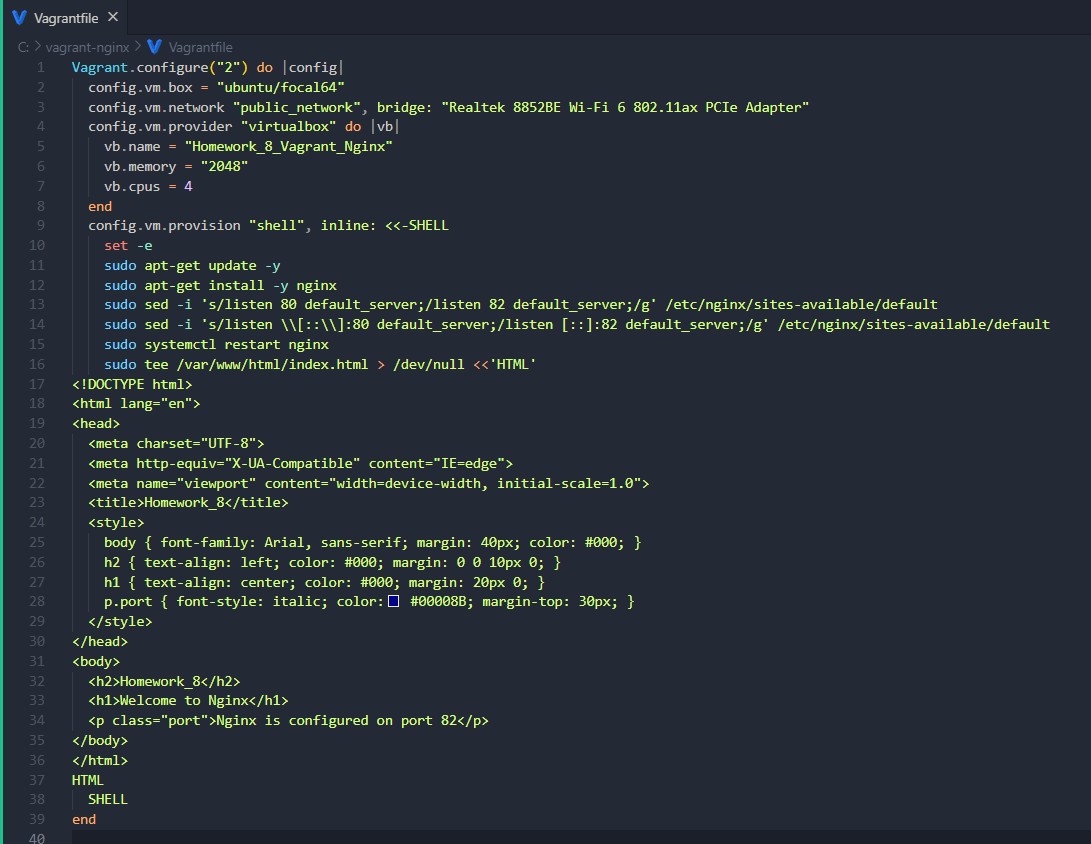 Vagrantfile
C: > vagrant-nginx > Vagrantfile
1 Vagrant.configure("2") do |config|
2   config.vm.box = "ubuntu/focal64"
3   config.vm.network "public_network", bridge: "Realtek 8852BE Wi-Fi 6 802.11ax PCIe Adapter"
4   config.vm.provider "virtualbox" do |vb|
5     vb.name = "Homework_8_Vagrant_Nginx"
6     vb.memory = "2048"
7     vb.cpus = 4
8   end
9   config.vm.provision "shell", inline: <<-SHELL
10     set -e
11     sudo apt-get update -y
12     sudo apt-get install -y nginx
13     sudo sed -i 's/listen 80 default_server;/listen 82 default_server;/g' /etc/nginx/sites-available/default
14     sudo sed -i 's/listen \\[::\\]:80 default_server;/listen [::]:82 default_server;/g' /etc/nginx/sites-available/default
15     sudo systemctl restart nginx
16     sudo tee /var/www/html/index.html > /dev/null <<'HTML'
17 <!DOCTYPE html>
18 <html lang="en">
19 <head>
20   <meta charset="UTF-8">
21   <meta http-equiv="X-UA-Compatible" content="IE=edge">
22   <meta name="viewport" content="width=device-width, initial-scale=1.0">
23   <title>Homework_8</title>
24   <style>
25     body { font-family: Arial, sans-serif; margin: 40px; color: #000; }
26     h2 { text-align: left; color: #000; margin: 0 0 10px 0; }
27     h1 { text-align: center; color: #000; margin: 20px 0; }
28     p.port { font-style: italic; color: #00008B; margin-top: 30px; }
29   </style>
30 </head>
31 <body>
32   <h2>Homework_8</h2>
33   <h1>Welcome to Nginx</h1>
34   <p class="port">Nginx is configured on port 82</p>
35 </body>
36 </html>
37 HTML
38   SHELL
39 end
40